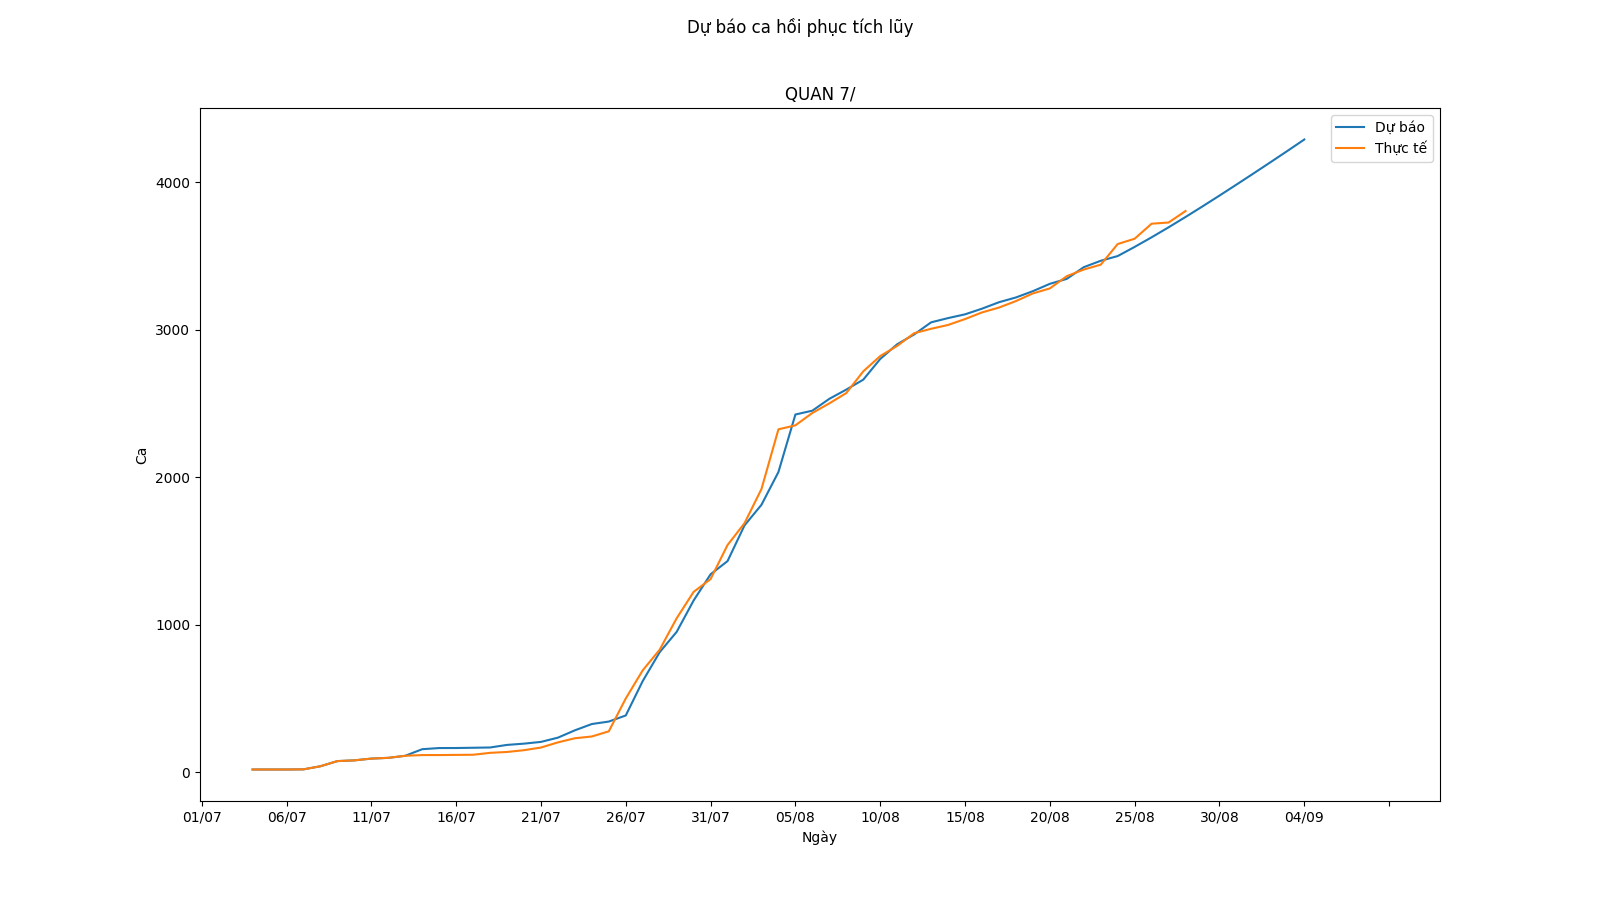 Dự báo ca hồi phục tích lũy
QUAN 7/
Dự báo
Thực tế
4000
3000
2000
1000
0
Ca
01/07 06/07 11/07 16/07 21/07 26/07 31/07 05/08 10/08 15/08 20/08 25/08 30/08 04/09
Ngày